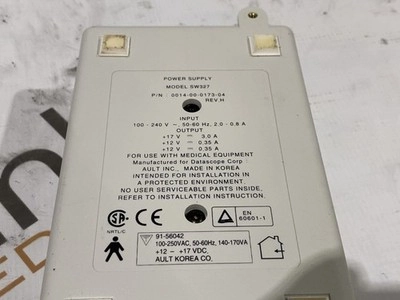 POWER SUPPLY
MODEL SW327
P/N : 0014-00-0173-04
REV.H
INPUT
100 - 240 V ~, 50-60 Hz, 2.0 - 0.8 A
OUTPUT
+17 V ⎓ 3.0 A
+12 V ⎓ 0.35 A
+12 V ⎓ 0.35 A
FOR USE WITH MEDICAL EQUIPMENT
Manufactured for Datascope Corp
AULT INC., MADE IN KOREA
INTENDED FOR INSTALLATION IN
A PROTECTED ENVIRONMENT.
NO USER SERVICEABLE PARTS INSIDE.
REFER TO INSTALLATION INSTRUCTION.
NRTL/C
CE
EN
60601-1
91-56042
100-250VAC, 50-60Hz, 140-170VA
+12 ~ +17V DC.
AULT KOREA CO.